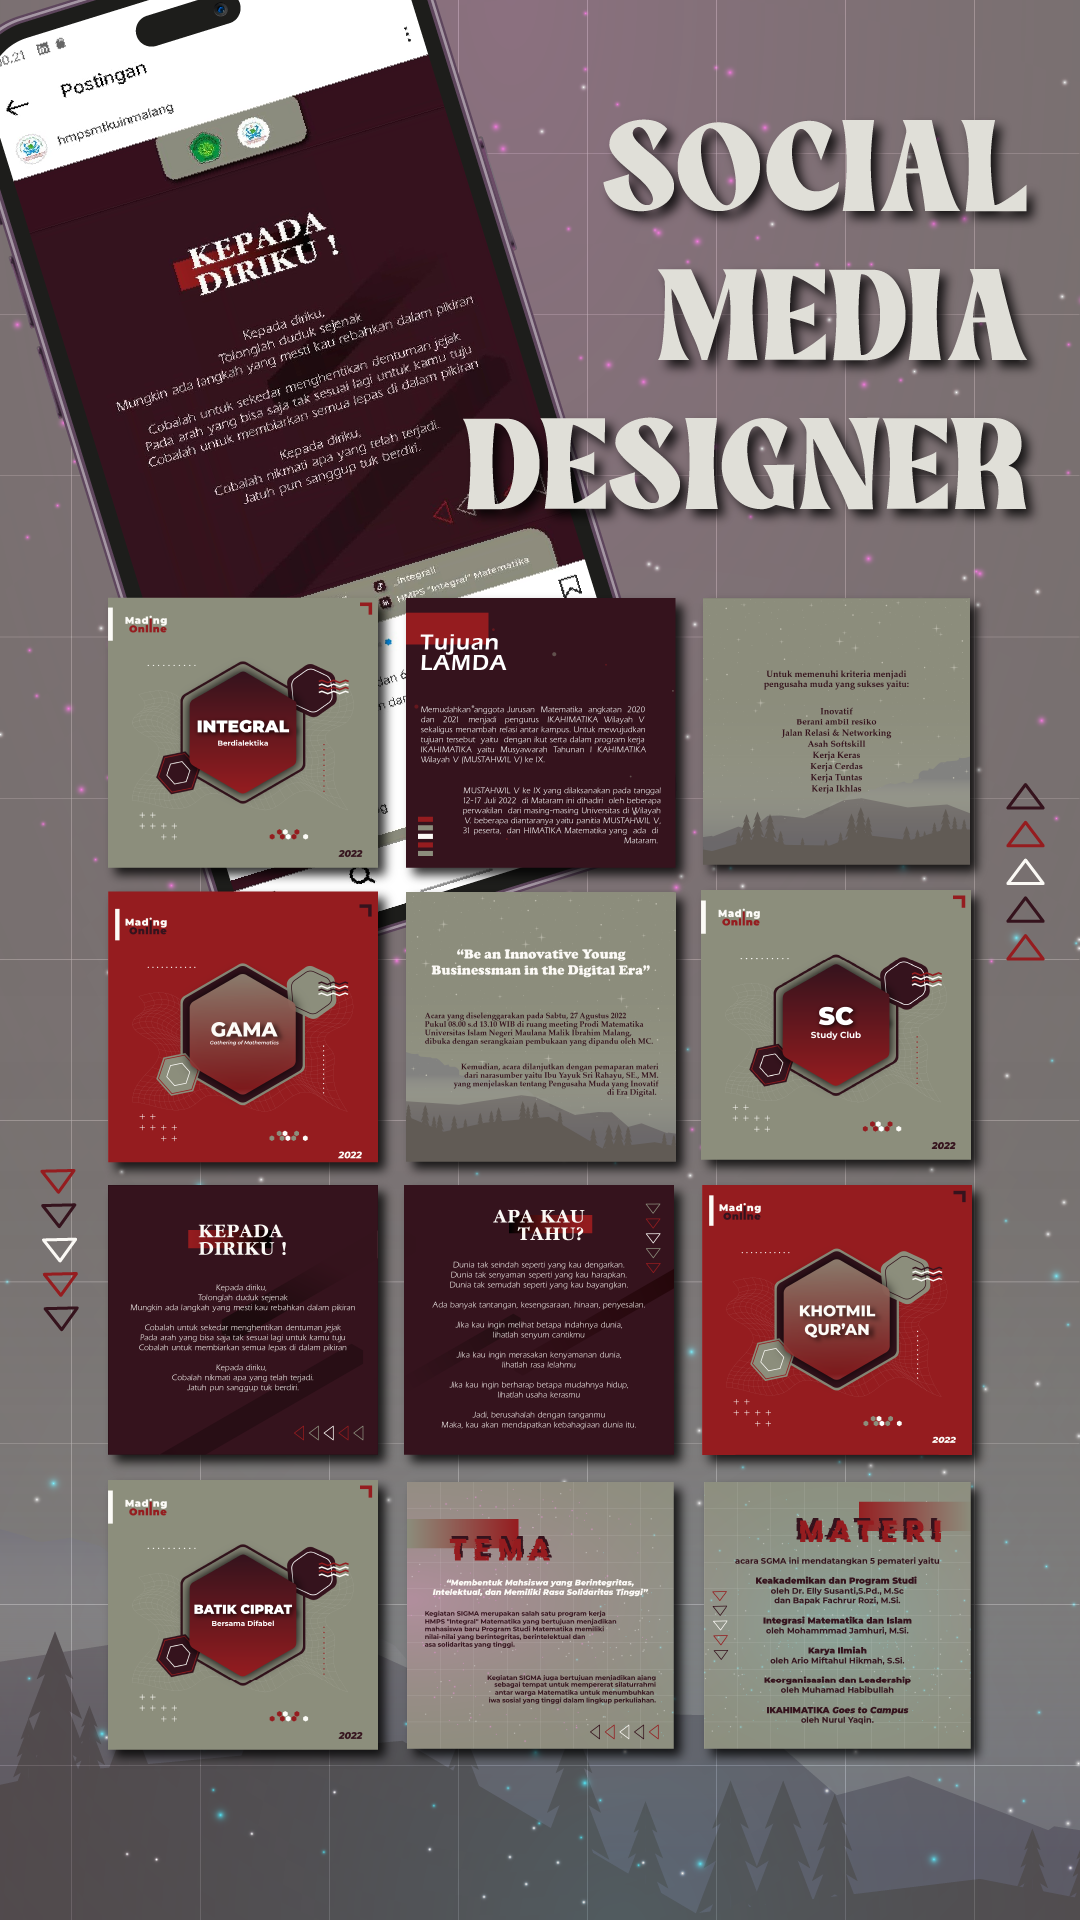 Postingan
hmpsmtkuinmalang
KEPADA
DIRIKU !
Kepada diriku,
Tolonglah duduk sejenak
Mungkin ada langkah yang mesti kau rebahkan dalam pikiran
Cobalah untuk sekedar menghentikan dentuman jejak
Pada arah yang bisa saja tak sesuai lagi untuk kamu tuju
Cobalah untuk membiarkan semua lepas di dalam pikiran
Kepada diriku,
Cobalah nikmati apa yang telah terjadi.
Jatuh pun sanggup tuk berdiri.
HMPS "Integral" Matematika
SOCIAL
MEDIA
DESIGNER
Mading
Online
INTEGRAL
Berdialektika
2022
Tujuan
LAMDA
Memudahkan anggota Jurusan Matematika angkatan 2020
dan 2021 menjadi pengurus IKAHIMATIKA Wilayah V
sekaligus menambah relasi antar kampus. Untuk mewujudkan
tujuan tersebut yaitu dengan ikut serta dalam program kerja
IKAHIMATIKA yaitu Musyawarah Tahunan I KAHIMATIKA
Wilayah V (MUSTAHWIL V) ke IX.
MUSTAHWIL V ke IX yang dilaksanakan pada tanggal
12-17 Juli 2022 di Mataram ini dihadiri oleh beberapa
perwakilan dari masing-masing Universitas di Wilayah
V. beberapa diantaranya yaitu panitia MUSTAHWIL V,
31 peserta, dan HIMATIKA Matematika yang ada di
Mataram.
Untuk memenuhi kriteria menjadi
pengusaha muda yang sukses yaitu:
Inovatif
Berani ambil resiko
Jalan Relasi & Networking
Asah Softskill
Kerja Keras
Kerja Cerdas
Kerja Tuntas
Kerja Ikhlas
Mading
Online
GAMA
Gathering of Mathematics
2022
“Be an Innovative Young
Businessman in the Digital Era”
Acara yang diselenggarakan pada Sabtu, 27 Agustus 2022
Pukul 08.00 s.d 13.10 WIB di ruang meeting Prodi Matematika
Universitas Islam Negeri Maulana Malik Ibrahim Malang,
dibuka dengan serangkaian pembukaan yang dipandu oleh MC.
Kemudian, acara dilanjutkan dengan pemaparan materi
dari narasumber yaitu Ibu Yayuk Sri Rahayu, SE., MM.
yang menjelaskan tentang Pengusaha Muda yang Inovatif
di Era Digital.
Mading
Online
SC
Study Club
2022
KEPADA
DIRIKU !
Kepada diriku,
Tolonglah duduk sejenak
Mungkin ada langkah yang mesti kau rebahkan dalam pikiran
Cobalah untuk sekedar menghentikan dentuman jejak
Pada arah yang bisa saja tak sesuai lagi untuk kamu tuju
Cobalah untuk membiarkan semua lepas di dalam pikiran
Kepada diriku,
Cobalah nikmati apa yang telah terjadi.
Jatuh pun sanggup tuk berdiri.
APA KAU
TAHU?
Dunia tak seindah seperti yang kau dengarkan.
Dunia tak senyaman seperti yang kau harapkan.
Dunia tak semudah seperti yang kau bayangkan.
Ada banyak tantangan, kesengsaraan, hinaan, penyesalan.
Jika kau ingin melihat betapa indahnya dunia,
lihatlah senyum cantikmu
Jika kau ingin merasakan kenyamanan dunia,
lihatlah rasa lelahmu
Jika kau ingin berharap betapa mudahnya hidup,
lihatlah usaha kerasmu
Jadi, berusahalah dengan tanganmu
Maka, kau akan mendapatkan kebahagiaan dunia itu.
Mading
Online
KHOTMIL
QUR’AN
2022
Mading
Online
BATIK CIPRAT
Bersama Difabel
2022
TEMA
“Membentuk Mahsiswa yang Berintegritas,
Intelektual, dan Memiliki Rasa Solidaritas Tinggi”
Kegiatan SIGMA merupakan salah satu program kerja
HMPS "Integral" Matematika yang bertujuan menjadikan
mahasiswa baru Program Studi Matematika memiliki
nilai-nilai yang berintegritas, berintelektual dan
asa solidaritas yang tinggi.
Kegiatan SIGMA juga bertujuan menjadikan ajang
sebagai tempat untuk mempererat silaturrahmi
antar warga Matematika untuk menumbuhkan
iwa sosial yang tinggi dalam lingkup perkuliahan.
MATERI
acara SGMA ini mendatangkan 5 pemateri yaitu
Keakademikan dan Program Studi
oleh Dr. Elly Susanti,S.Pd., M.Sc
dan Bapak Fachrur Rozi, M.Si.
Integrasi Matematika dan Islam
oleh Mohammmad Jamhuri, M.Si.
Karya Ilmiah
oleh Ario Miftahul Hikmah, S.Si.
Keorganisasian dan Leadership
oleh Muhamad Habibullah
IKAHIMATIKA Goes to Campus
oleh Nurul Yaqin.